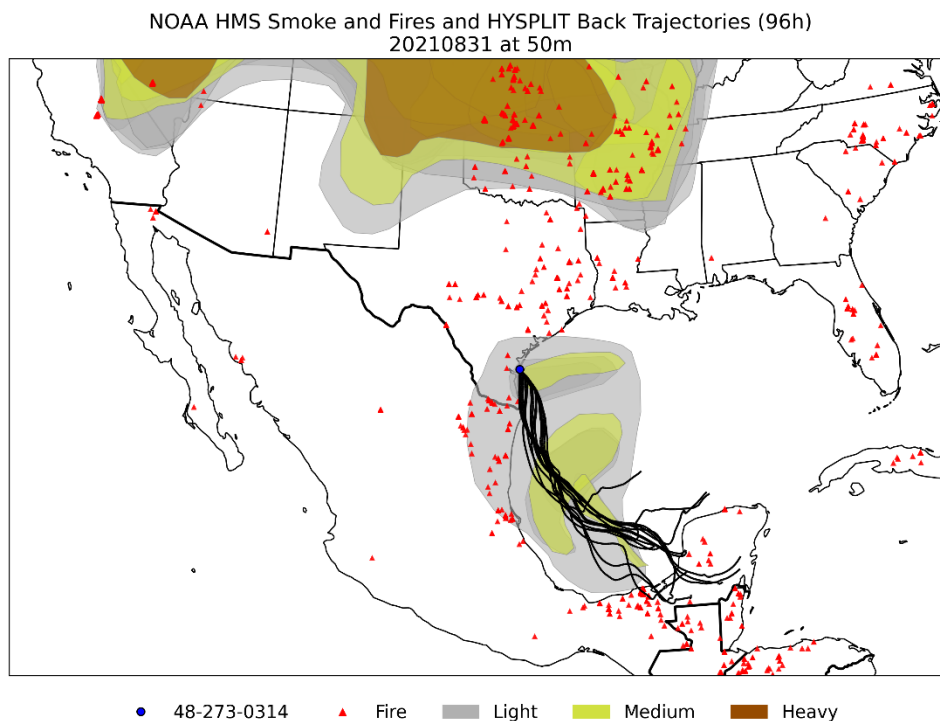 NOAA HMS Smoke and Fires and HYSPLIT Back Trajectories (96h)
20210831 at 50m
48-273-0314 Fire Light Medium Heavy